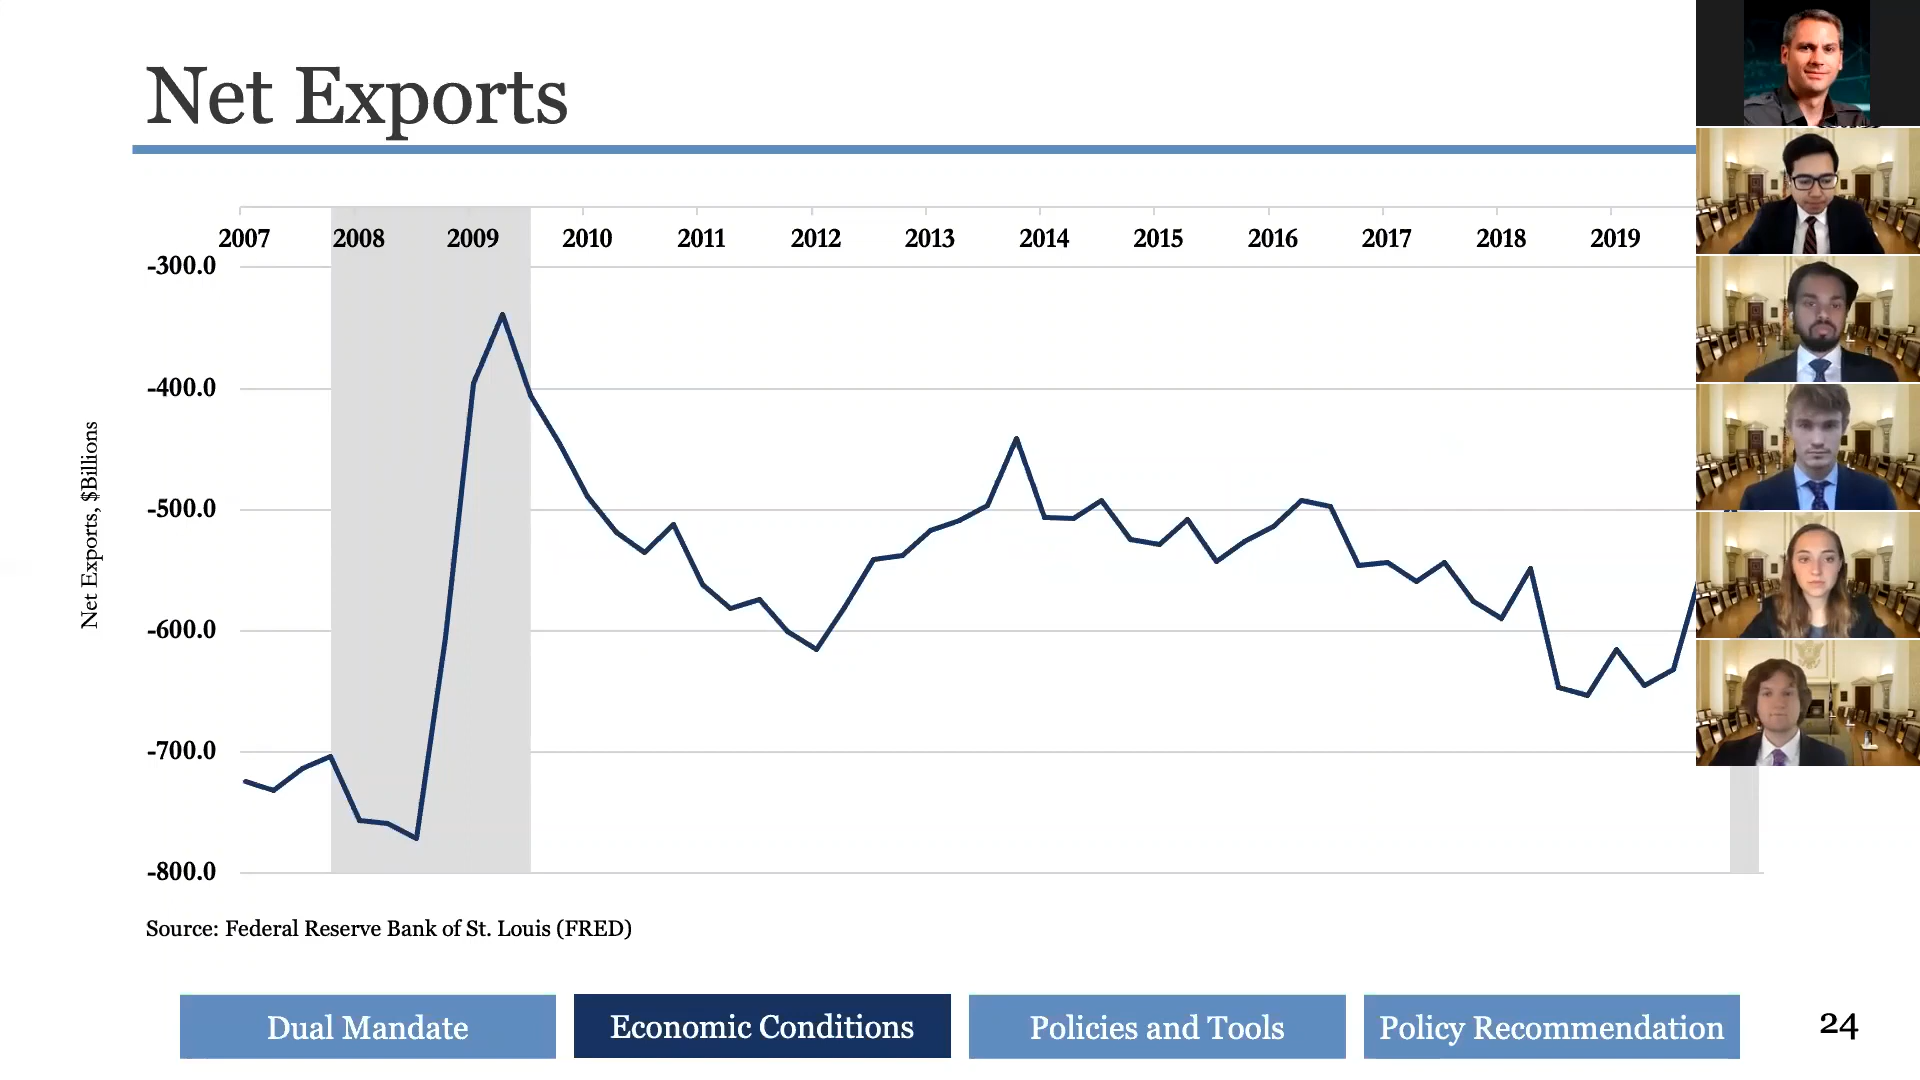 Net Exports
2007 2008 2009 2010 2011 2012 2013 2014 2015 2016 2017 2018 2019
-300.0
-400.0
-500.0
-600.0
-700.0
-800.0
Net Exports, $Billions
Source: Federal Reserve Bank of St. Louis (FRED)
Dual Mandate
Economic Conditions
Policies and Tools
Policy Recommendation
24